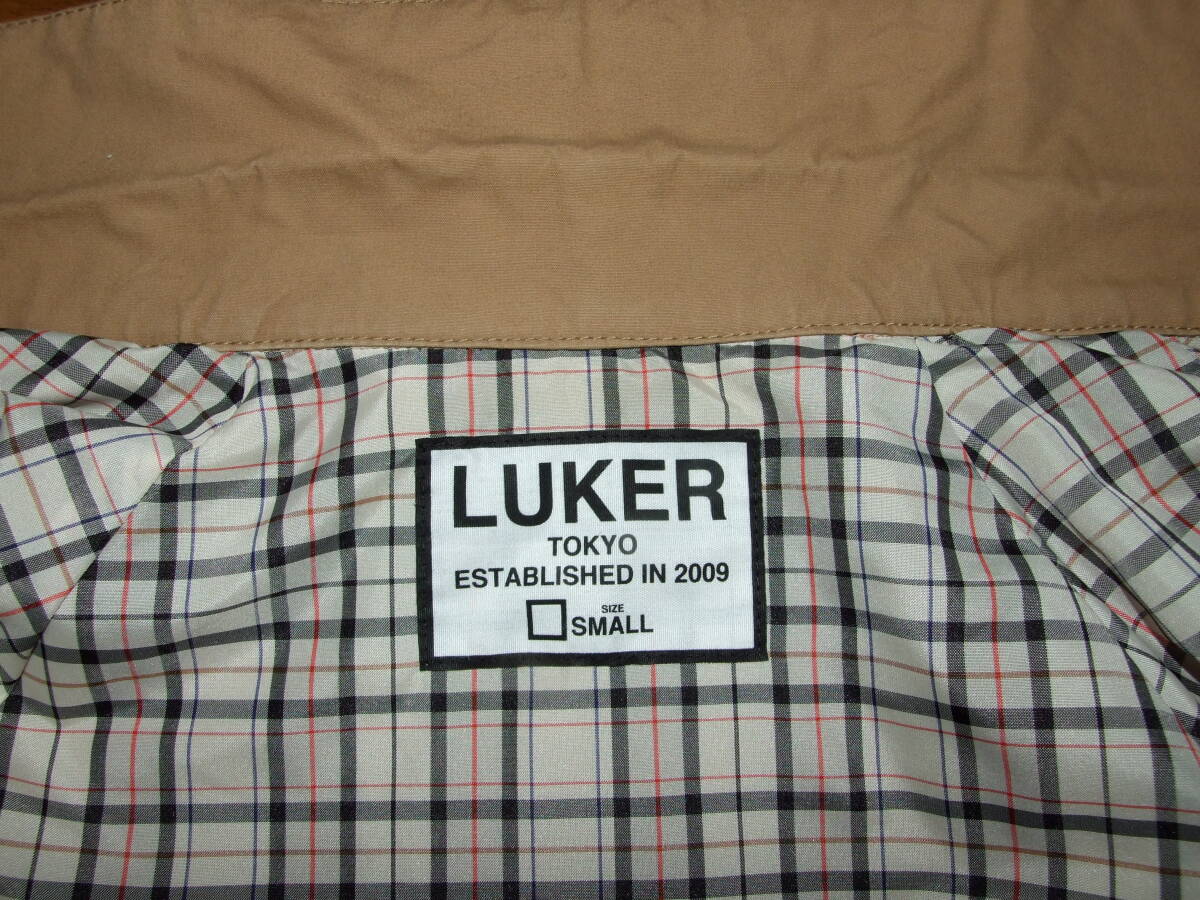 LUKER
TOKYO
ESTABLISHED IN 2009
SIZE
SMALL